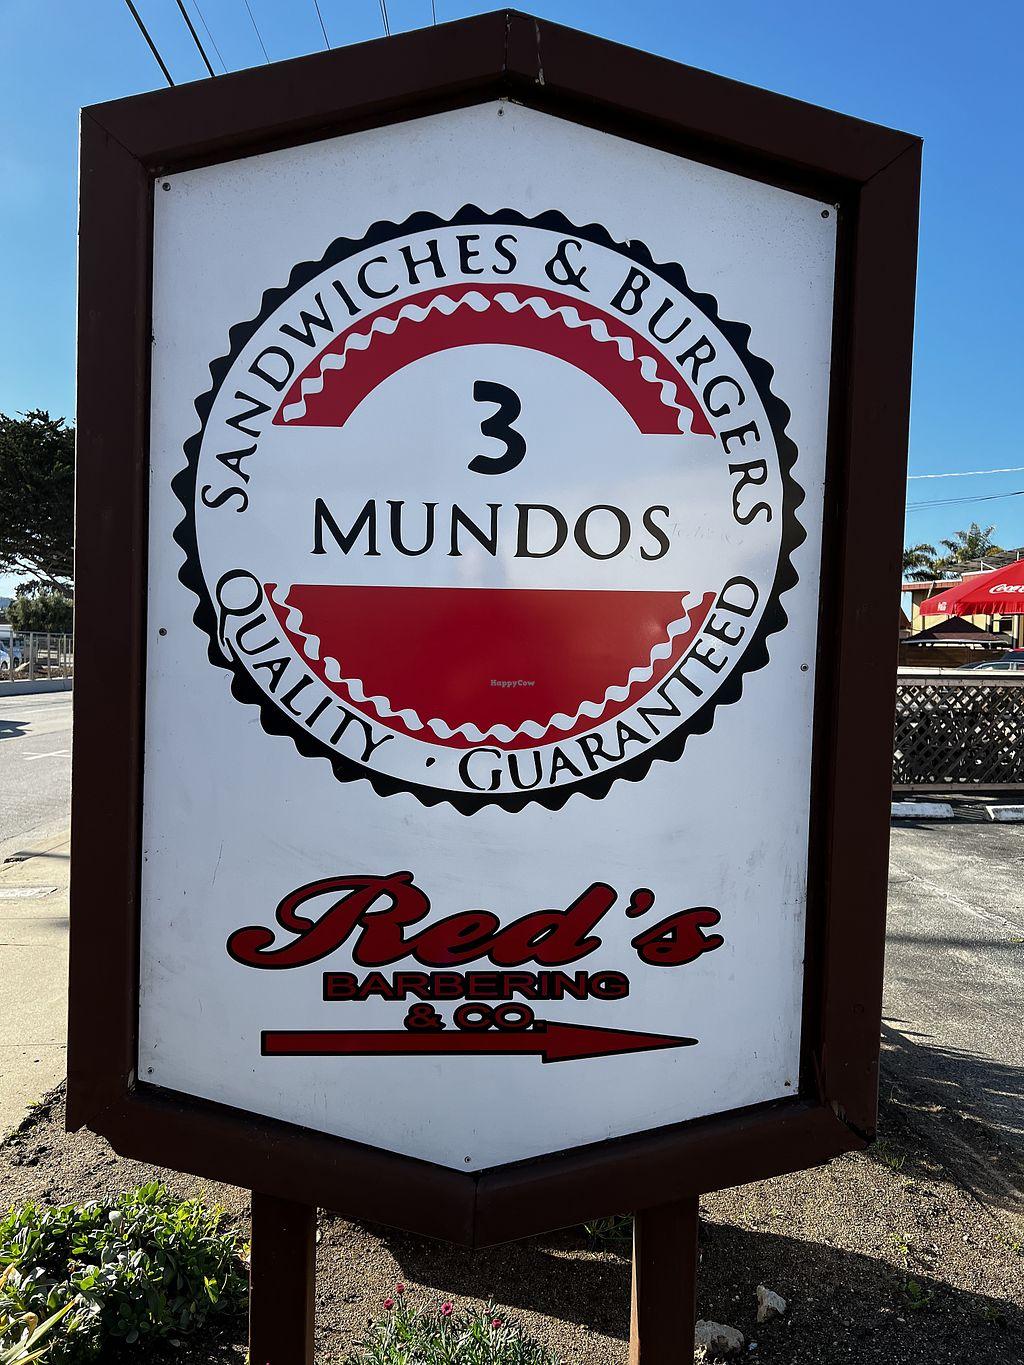 SANDWICHES & BURGERS
3
MUNDOS
QUALITY · GUARANTEED
HappyCow
Red's
BARBERING
& CO.